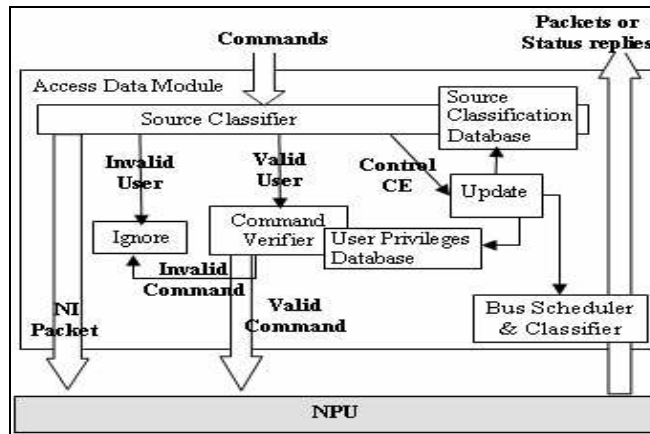 Commands
Packets or
Status replies
Access Data Module
Source Classifier
Source
Classification
Database
Invalid
User
Valid
User
Control
CE
Update
Ignore
Command
Verifier
User Privileges
Database
Invalid
Command
NI
Packet
Valid
Command
Bus Scheduler
& Classifier
NPU